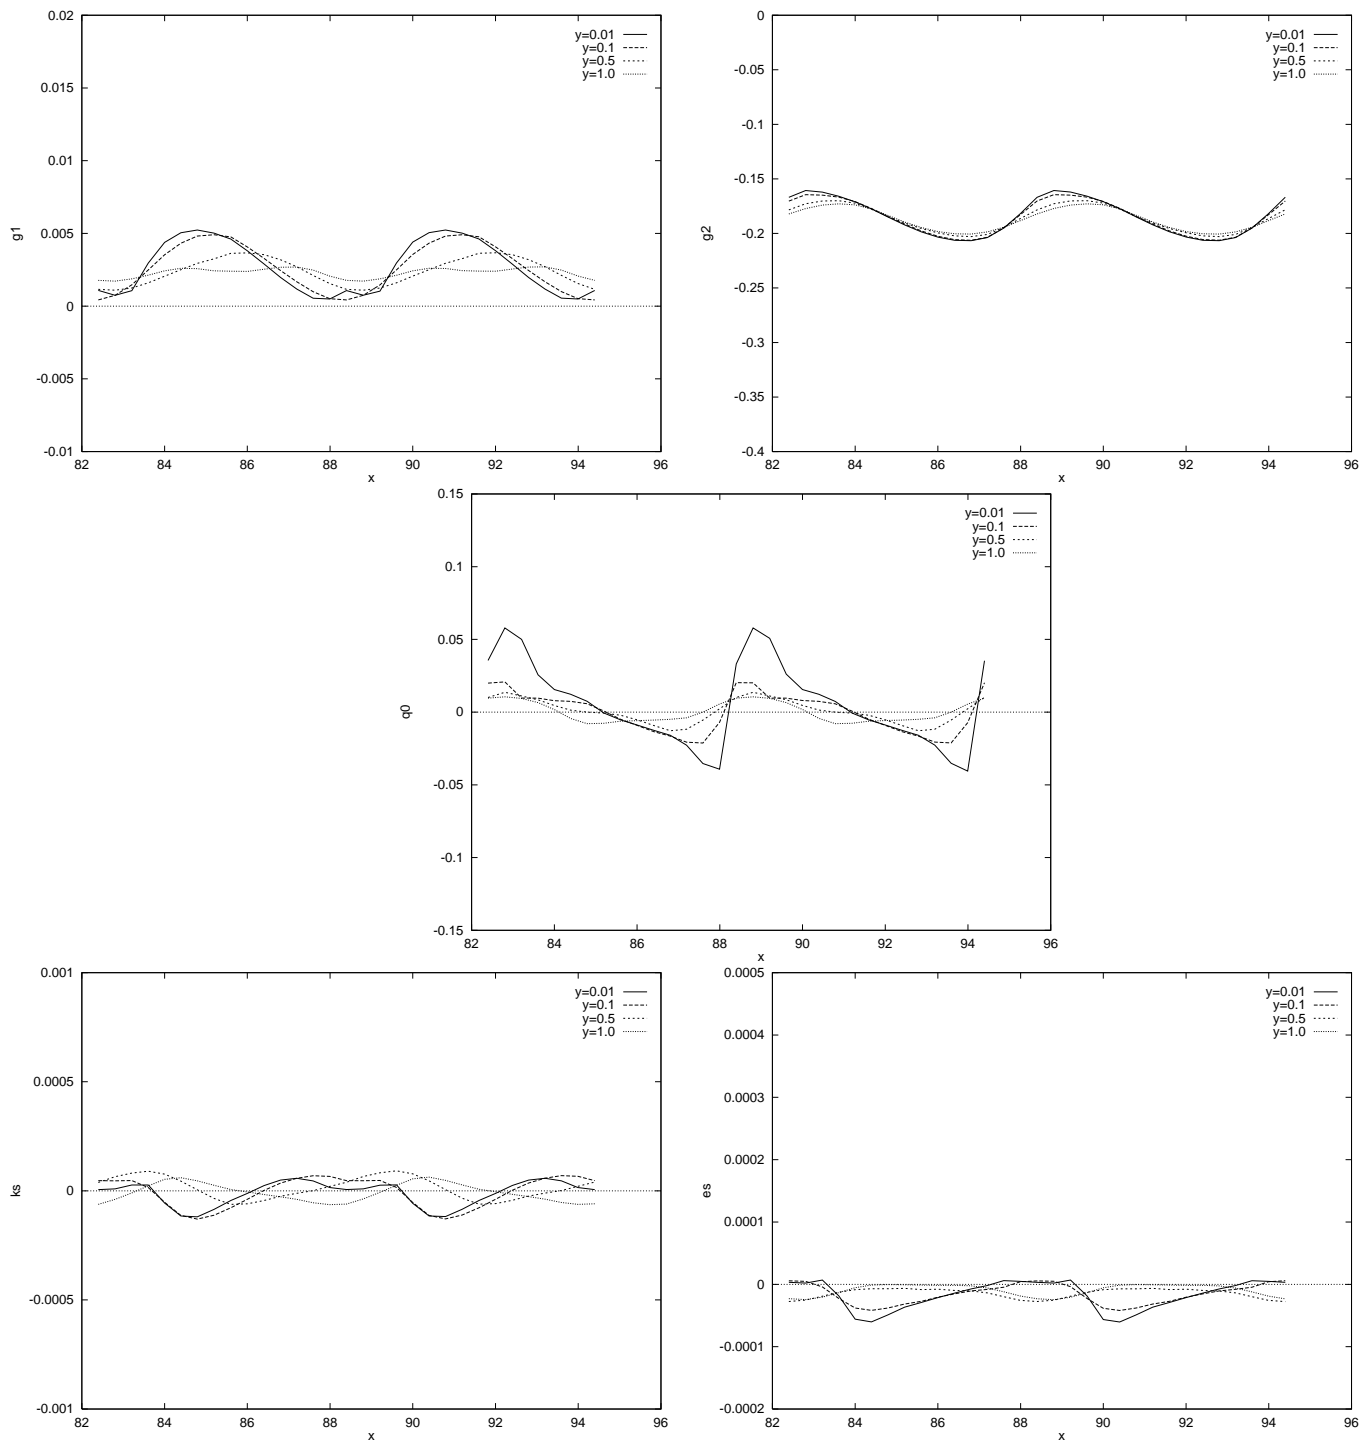 0.02
0.015
0.01
0.005
0
-0.005
-0.01
82 84 86 88 90 92 94 96
x
g1
y=0.01
y=0.1
y=0.5
y=1.0
0
-0.05
-0.1
-0.15
-0.2
-0.25
-0.3
-0.35
-0.4
82 84 86 88 90 92 94 96
x
g2
y=0.01
y=0.1
y=0.5
y=1.0
0.15
0.1
0.05
0
-0.05
-0.1
-0.15
82 84 86 88 90 92 94 96
x
q0
y=0.01
y=0.1
y=0.5
y=1.0
0.001
0.0005
0
-0.0005
-0.001
82 84 86 88 90 92 94 96
x
ks
y=0.01
y=0.1
y=0.5
y=1.0
0.0005
0.0004
0.0003
0.0002
0.0001
0
-0.0001
-0.0002
82 84 86 88 90 92 94 96
x
es
y=0.01
y=0.1
y=0.5
y=1.0